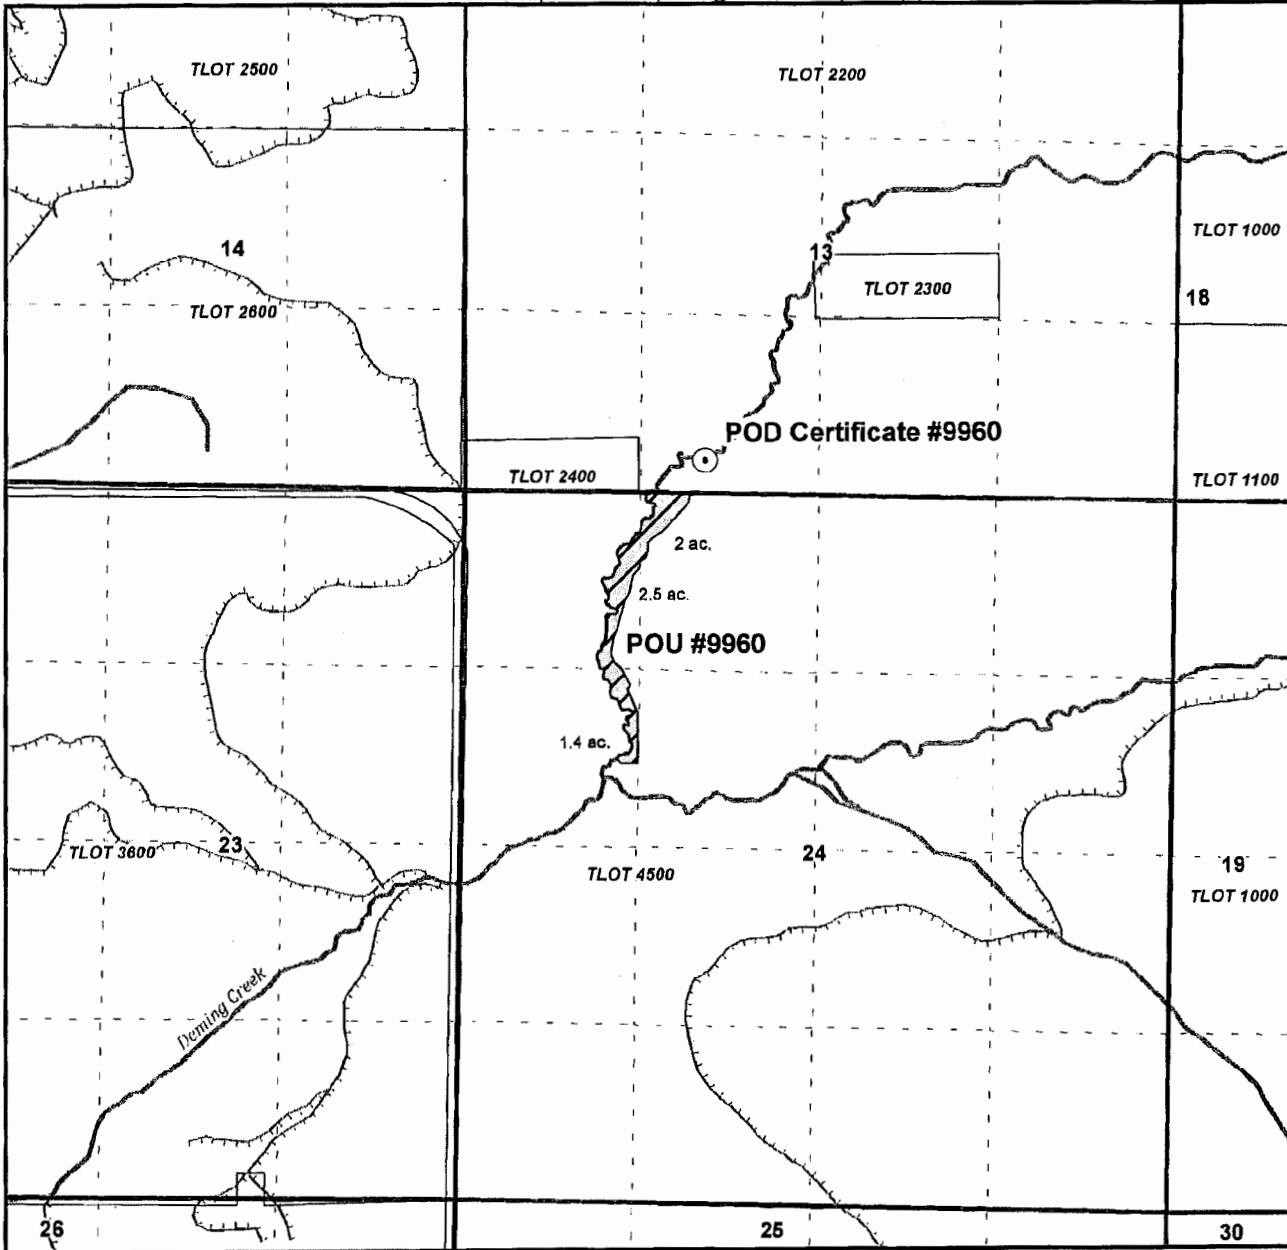 TLOT 2500
TLOT 2200
TLOT 1000
14
13
TLOT 2300
18
TLOT 2600
POD Certificate #9960
TLOT 2400
TLOT 1100
2 ac.
2.5 ac.
POU #9960
1.4 ac.
23
TLOT 3600
24
19
TLOT 4500
TLOT 1000
Deming Creek
26
25
30